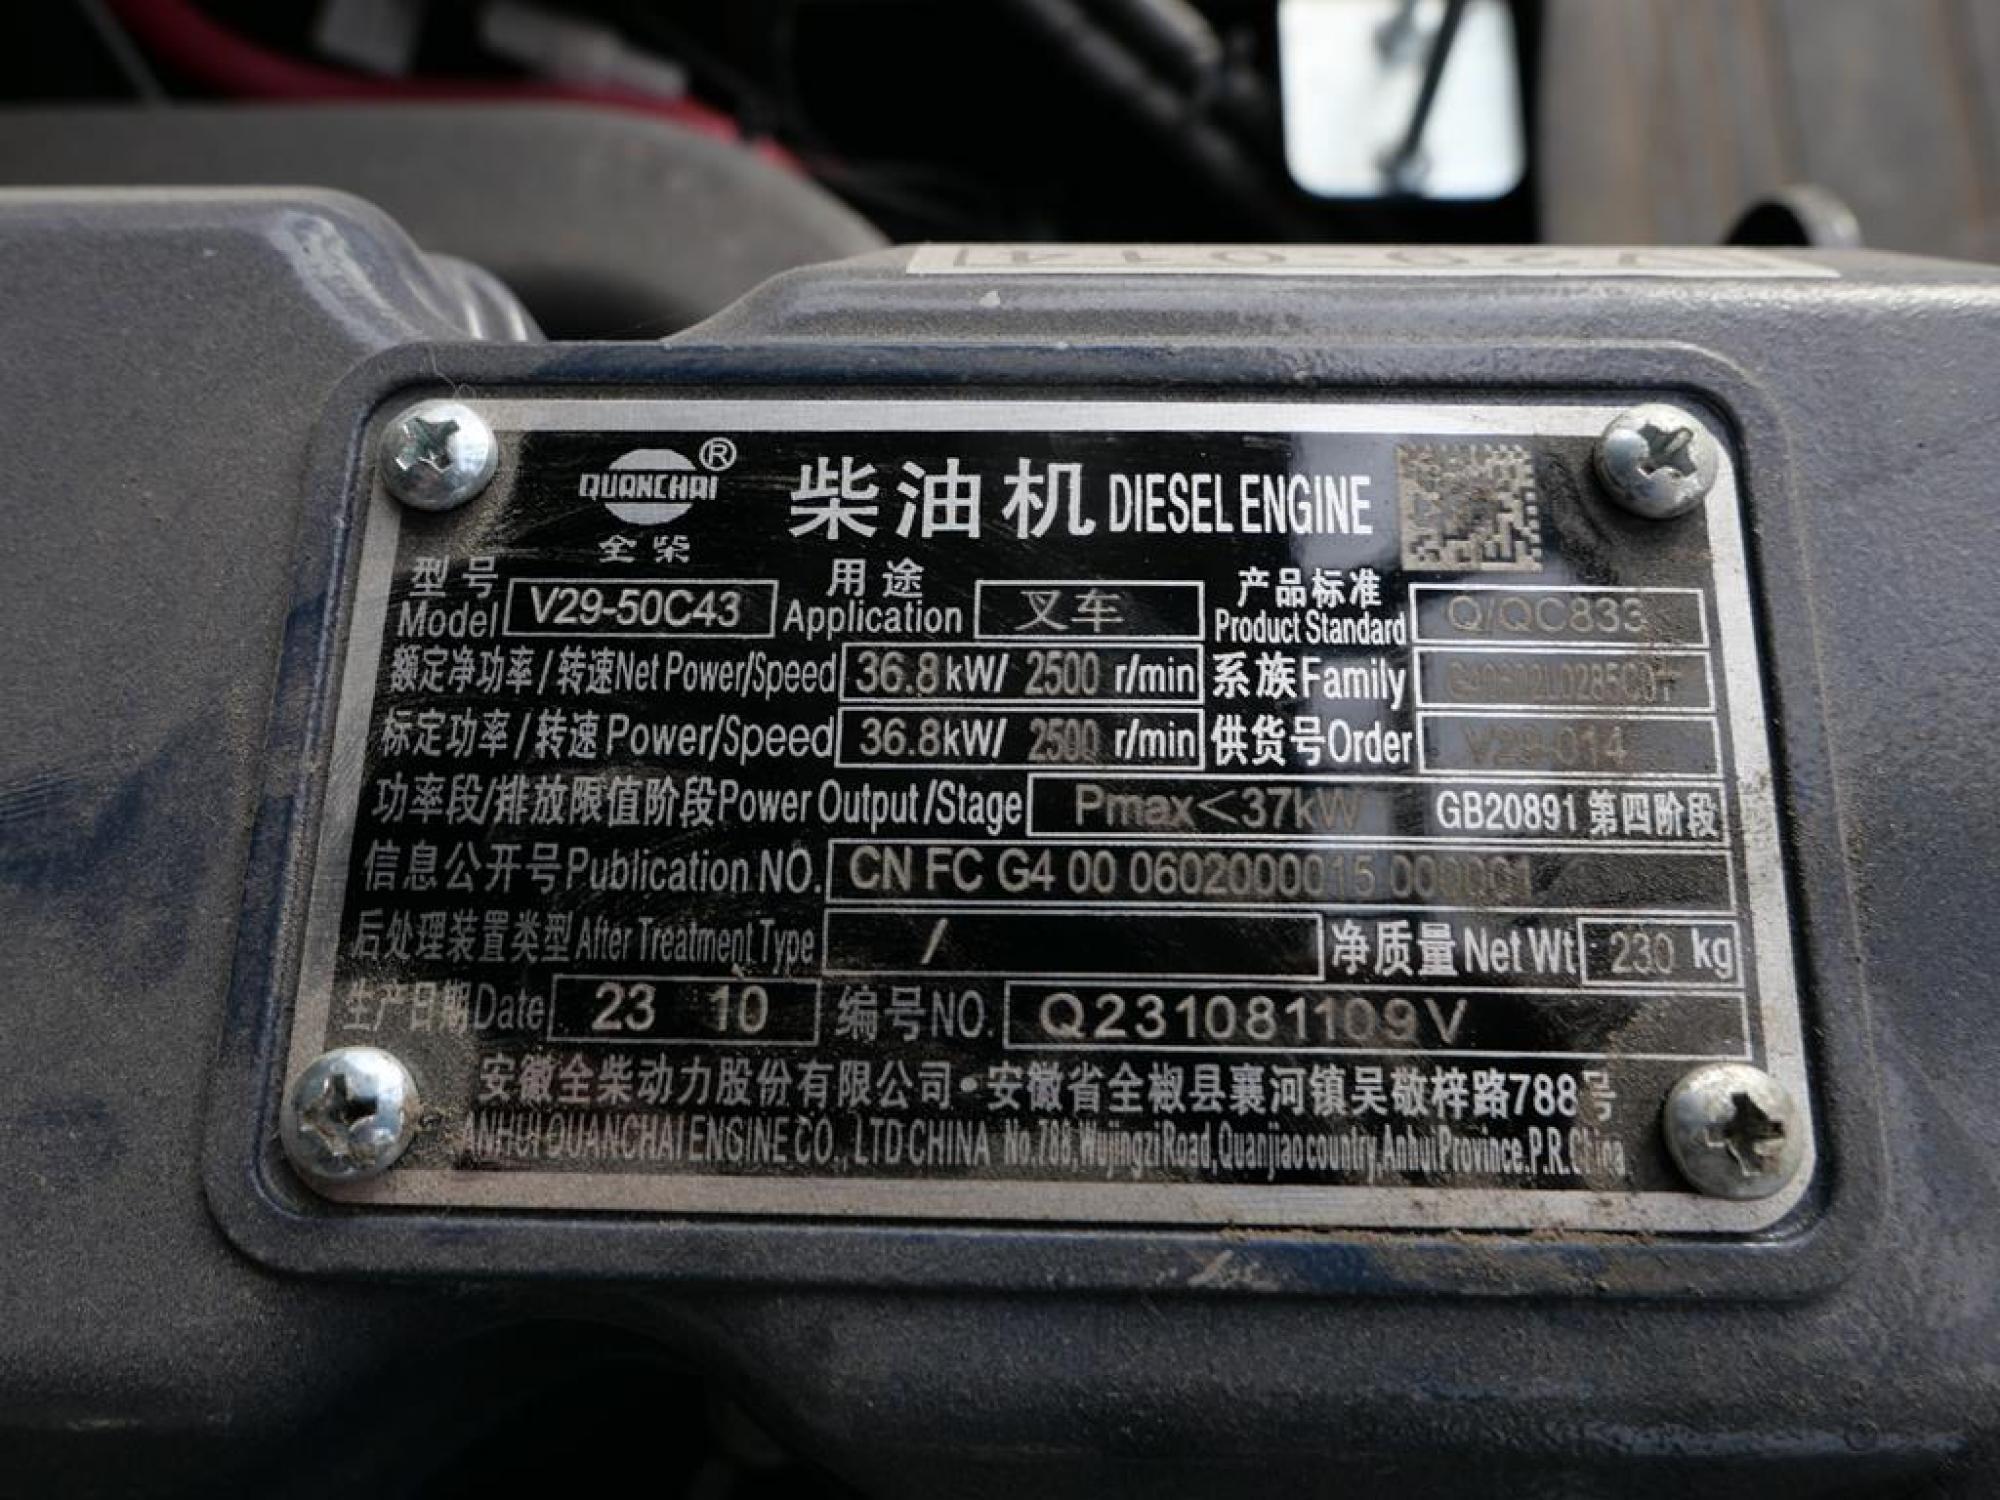 QUANCHAI ® 柴油机 DIESEL ENGINE
全柴
型号 Model V29-50C43 用途 Application 叉车 产品标准 Product Standard Q/QC833
额定净功率/转速 Net Power/Speed 36.8 kW/ 2500 r/min 系族 Family
标定功率/转速 Power/Speed 36.8 kW/ 2500 r/min 供货号 Order V29-014
功率段/排放限值阶段 Power Output/Stage Pmax<37kW GB20891 第四阶段
信息公开号 Publication NO. CN FC G4 00 0602000015 000001
后处理装置类型 After Treatment Type / 净质量 Net Wt 230 kg
生产日期 Date 23 10 编号 NO. Q231081109V
安徽全柴动力股份有限公司·安徽省全椒县襄河镇吴敬梓路788号
ANHUI QUANCHAI ENGINE CO., LTD CHINA No.788,Wujingzi Road,Quanjiao country,Anhui Province.P.R.China